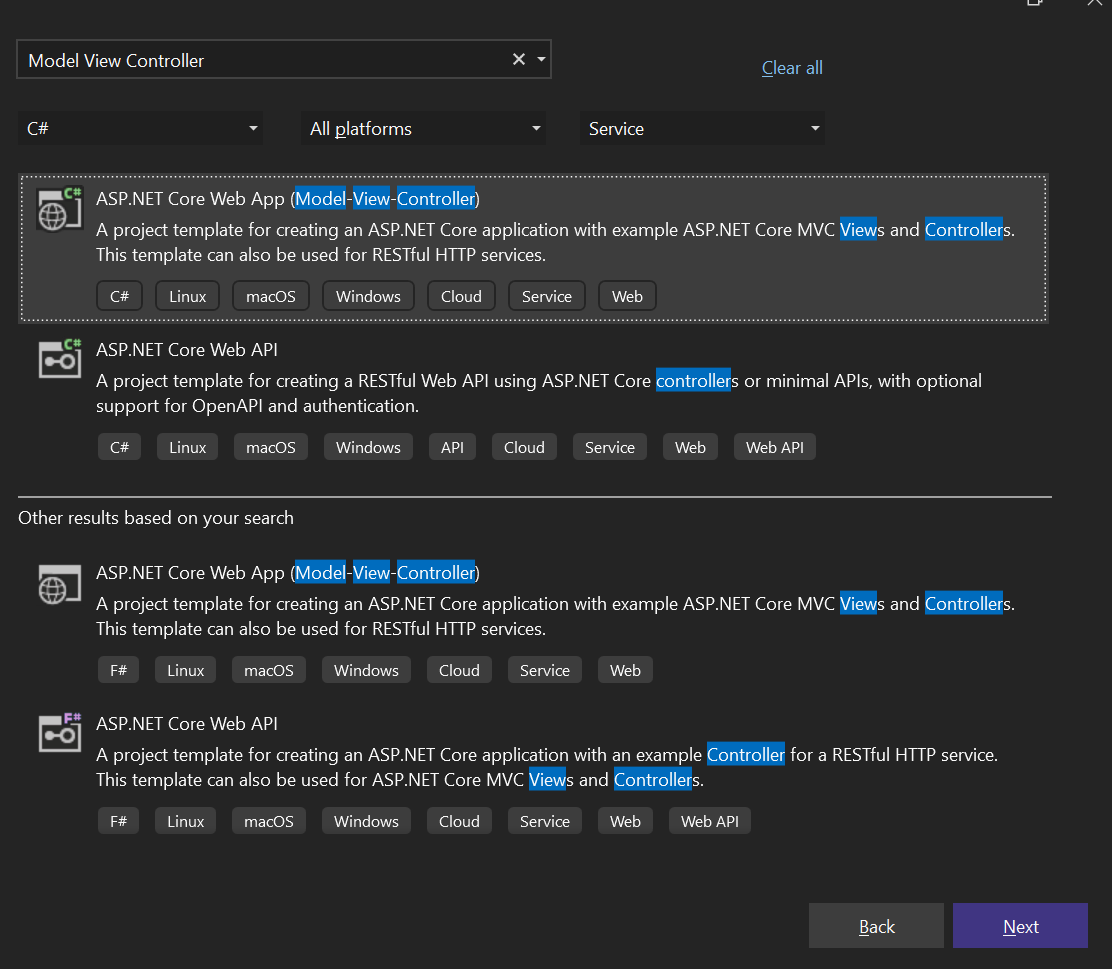 Model View Controller
Clear all
C# All platforms Service
C#
ASP.NET Core Web App (Model-View-Controller)
A project template for creating an ASP.NET Core application with example ASP.NET Core MVC Views and Controllers.
This template can also be used for RESTful HTTP services.
C# Linux macOS Windows Cloud Service Web
C#
ASP.NET Core Web API
A project template for creating a RESTful Web API using ASP.NET Core controllers or minimal APIs, with optional
support for OpenAPI and authentication.
C# Linux macOS Windows API Cloud Service Web Web API
Other results based on your search
ASP.NET Core Web App (Model-View-Controller)
A project template for creating an ASP.NET Core application with example ASP.NET Core MVC Views and Controllers.
This template can also be used for RESTful HTTP services.
F# Linux macOS Windows Cloud Service Web
F#
ASP.NET Core Web API
A project template for creating an ASP.NET Core application with an example Controller for a RESTful HTTP service.
This template can also be used for ASP.NET Core MVC Views and Controllers.
F# Linux macOS Windows Cloud Service Web Web API
Back Next